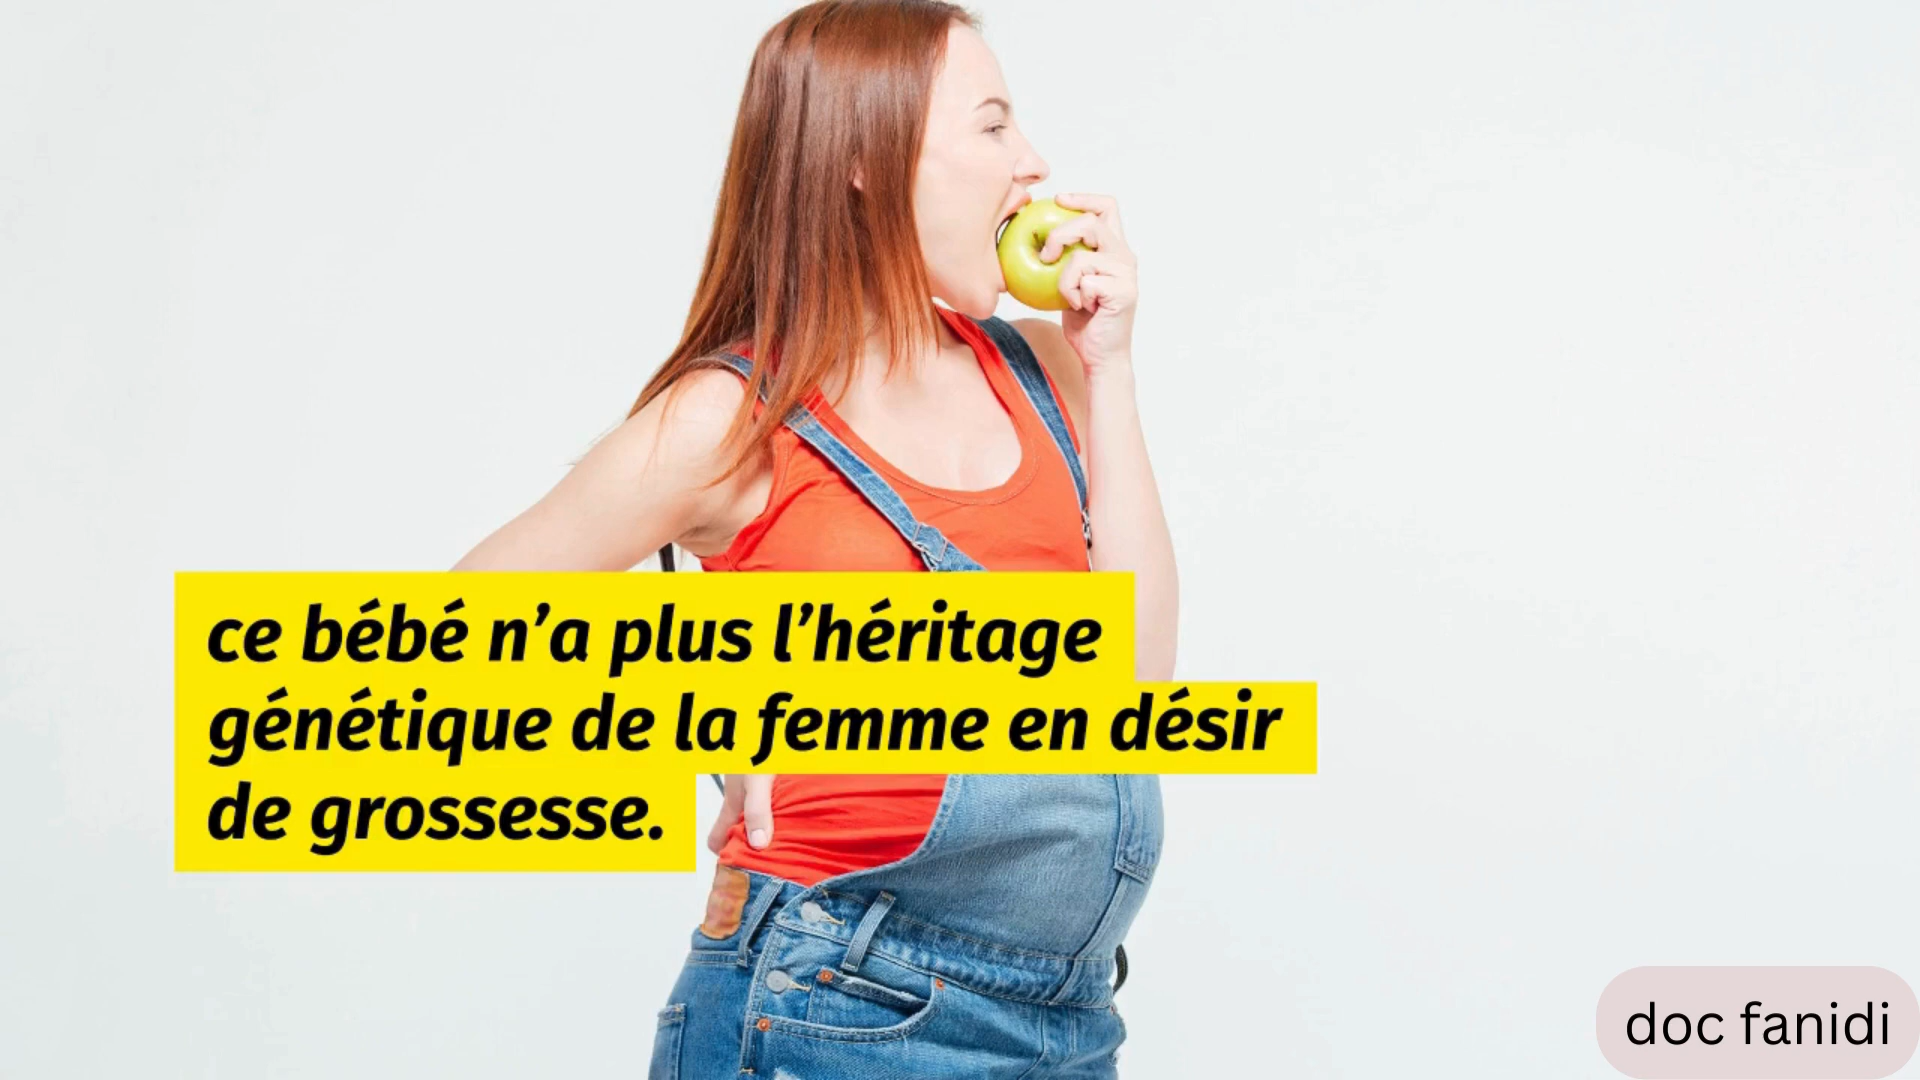 ce bébé n’a plus l’héritage
génétique de la femme en désir
de grossesse.
doc fanidi